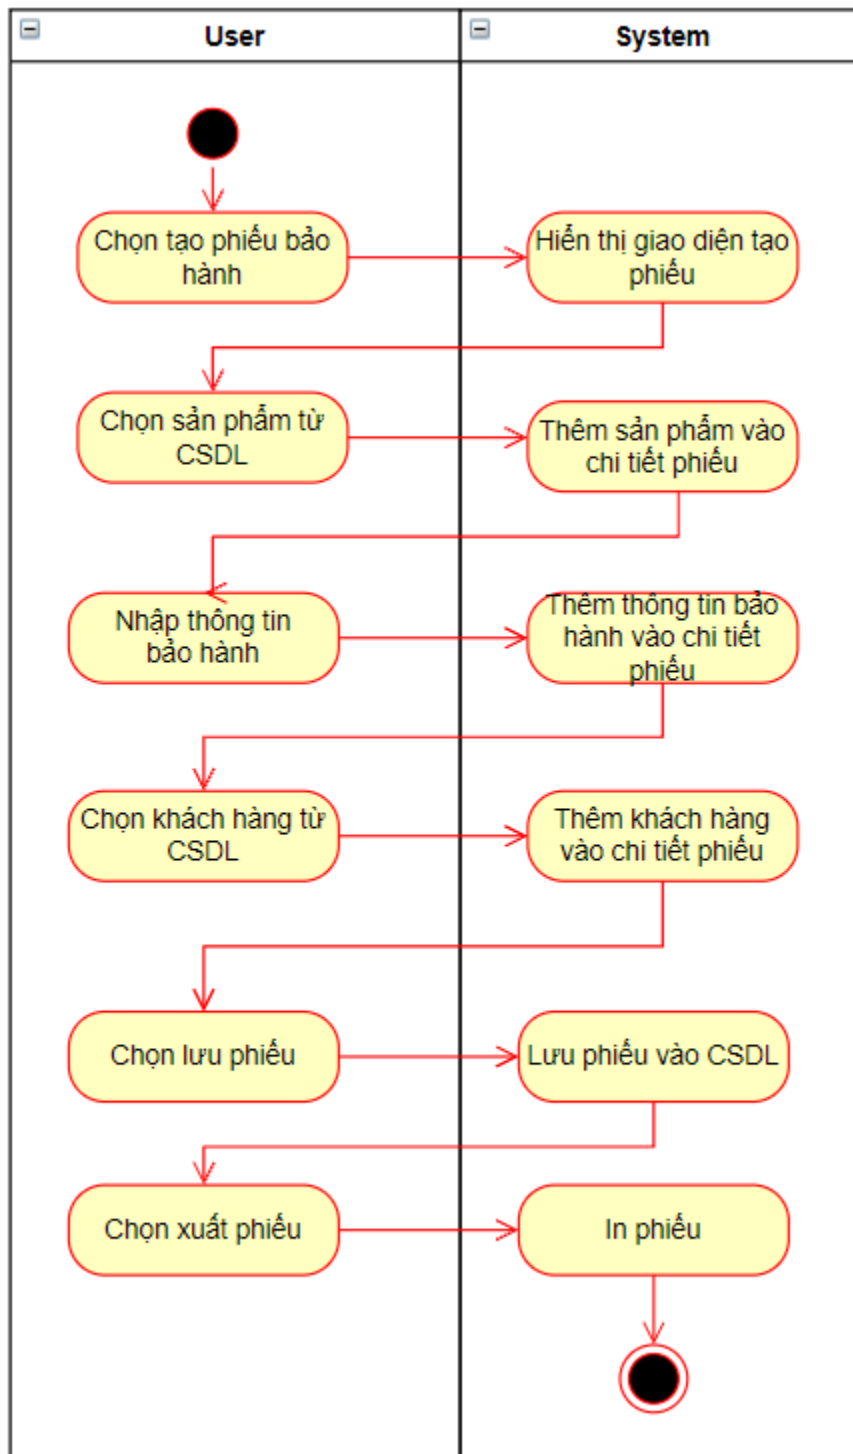 User
System
Chọn tạo phiếu bảo
hành
Hiển thị giao diện tạo
phiếu
Chọn sản phẩm từ
CSDL
Thêm sản phẩm vào
chi tiết phiếu
Nhập thông tin
bảo hành
Thêm thông tin bảo
hành vào chi tiết
phiếu
Chọn khách hàng từ
CSDL
Thêm khách hàng
vào chi tiết phiếu
Chọn lưu phiếu
Lưu phiếu vào CSDL
Chọn xuất phiếu
In phiếu